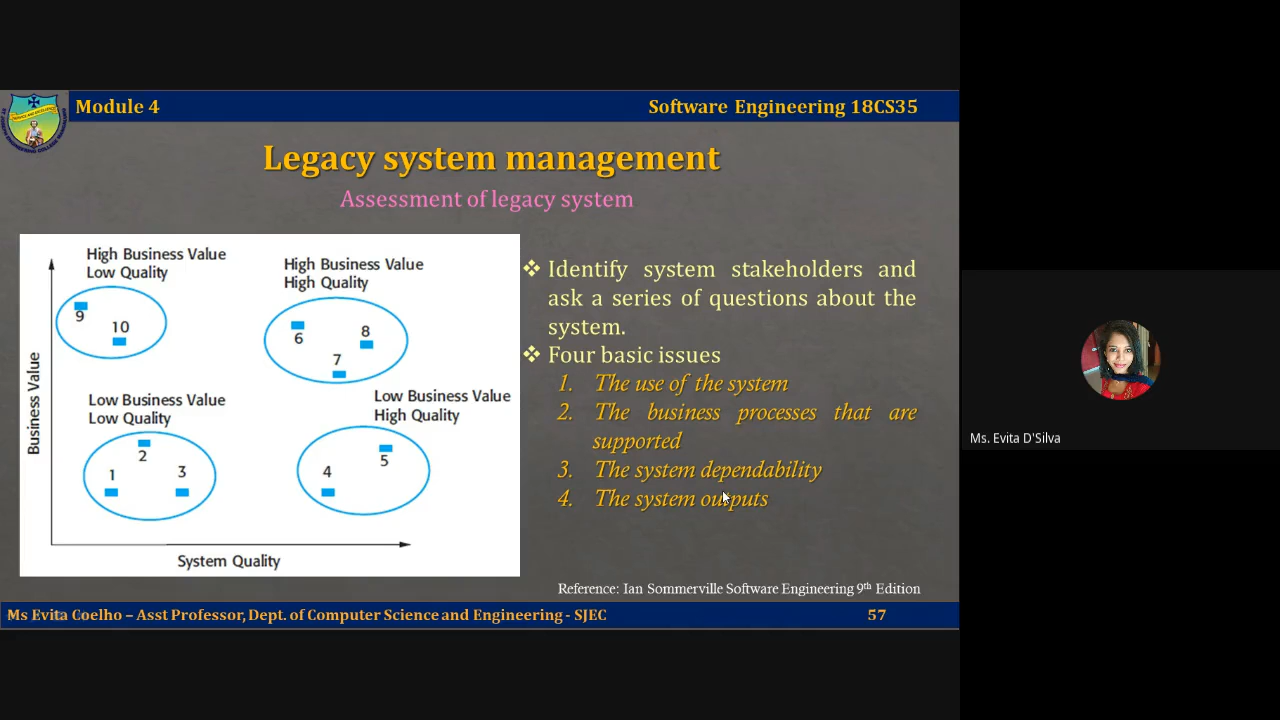 Module 4
Software Engineering 18CS35
Legacy system management
Assessment of legacy system
High Business Value
Low Quality
High Business Value
High Quality
9
10
6
8
7
Low Business Value
Low Quality
Low Business Value
High Quality
1
2
3
4
5
Business Value
System Quality
❖ Identify system stakeholders and
ask a series of questions about the
system.
❖ Four basic issues
1. The use of the system
2. The business processes that are
supported
3. The system dependability
4. The system outputs
Reference: Ian Sommerville Software Engineering 9th Edition
Ms Evita Coelho – Asst Professor, Dept. of Computer Science and Engineering - SJEC
57
Ms. Evita D'Silva